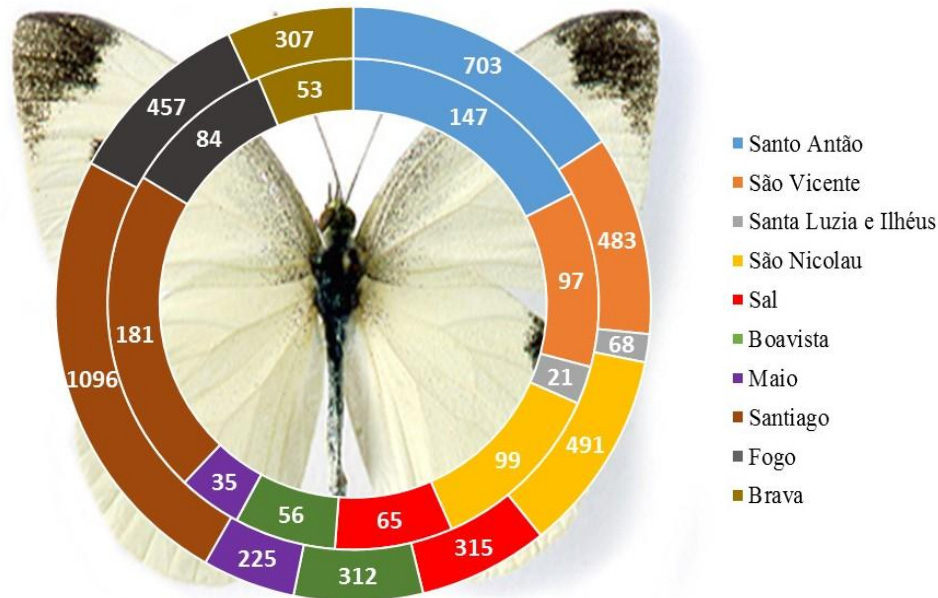 307
703
53
147
457
84
483
97
68
21
181
1096
491
99
35
56
65
315
225
312
Santo Antão
São Vicente
Santa Luzia e Ilhéus
São Nicolau
Sal
Boavista
Maio
Santiago
Fogo
Brava